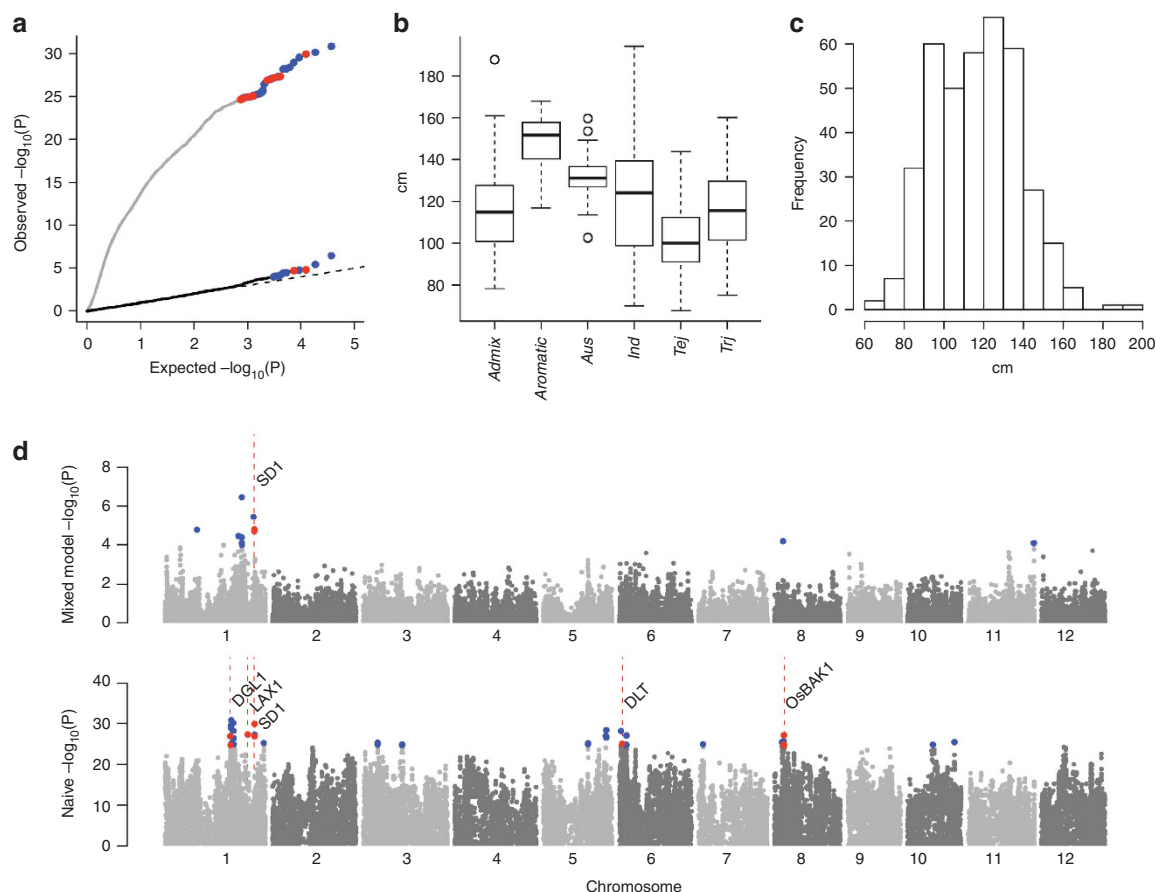 a
30
25
20
15
10
5
0
Observed –log10(P)
0 1 2 3 4 5
Expected –log10(P)
b
160
140
120
100
80
cm
Admix
Aromatic
Aus
Ind
Tej
Trj
c
60
50
40
30
20
10
0
Frequency
60 80 100 120 140 160 180 200
cm
d
8
6
4
2
0
Mixed model –log10(P)
SD1
1 2 3 4 5 6 7 8 9 10 11 12
40
30
20
10
0
Naive –log10(P)
DGL1
LAX1
SD1
DLT
OsBAK1
1 2 3 4 5 6 7 8 9 10 11 12
Chromosome